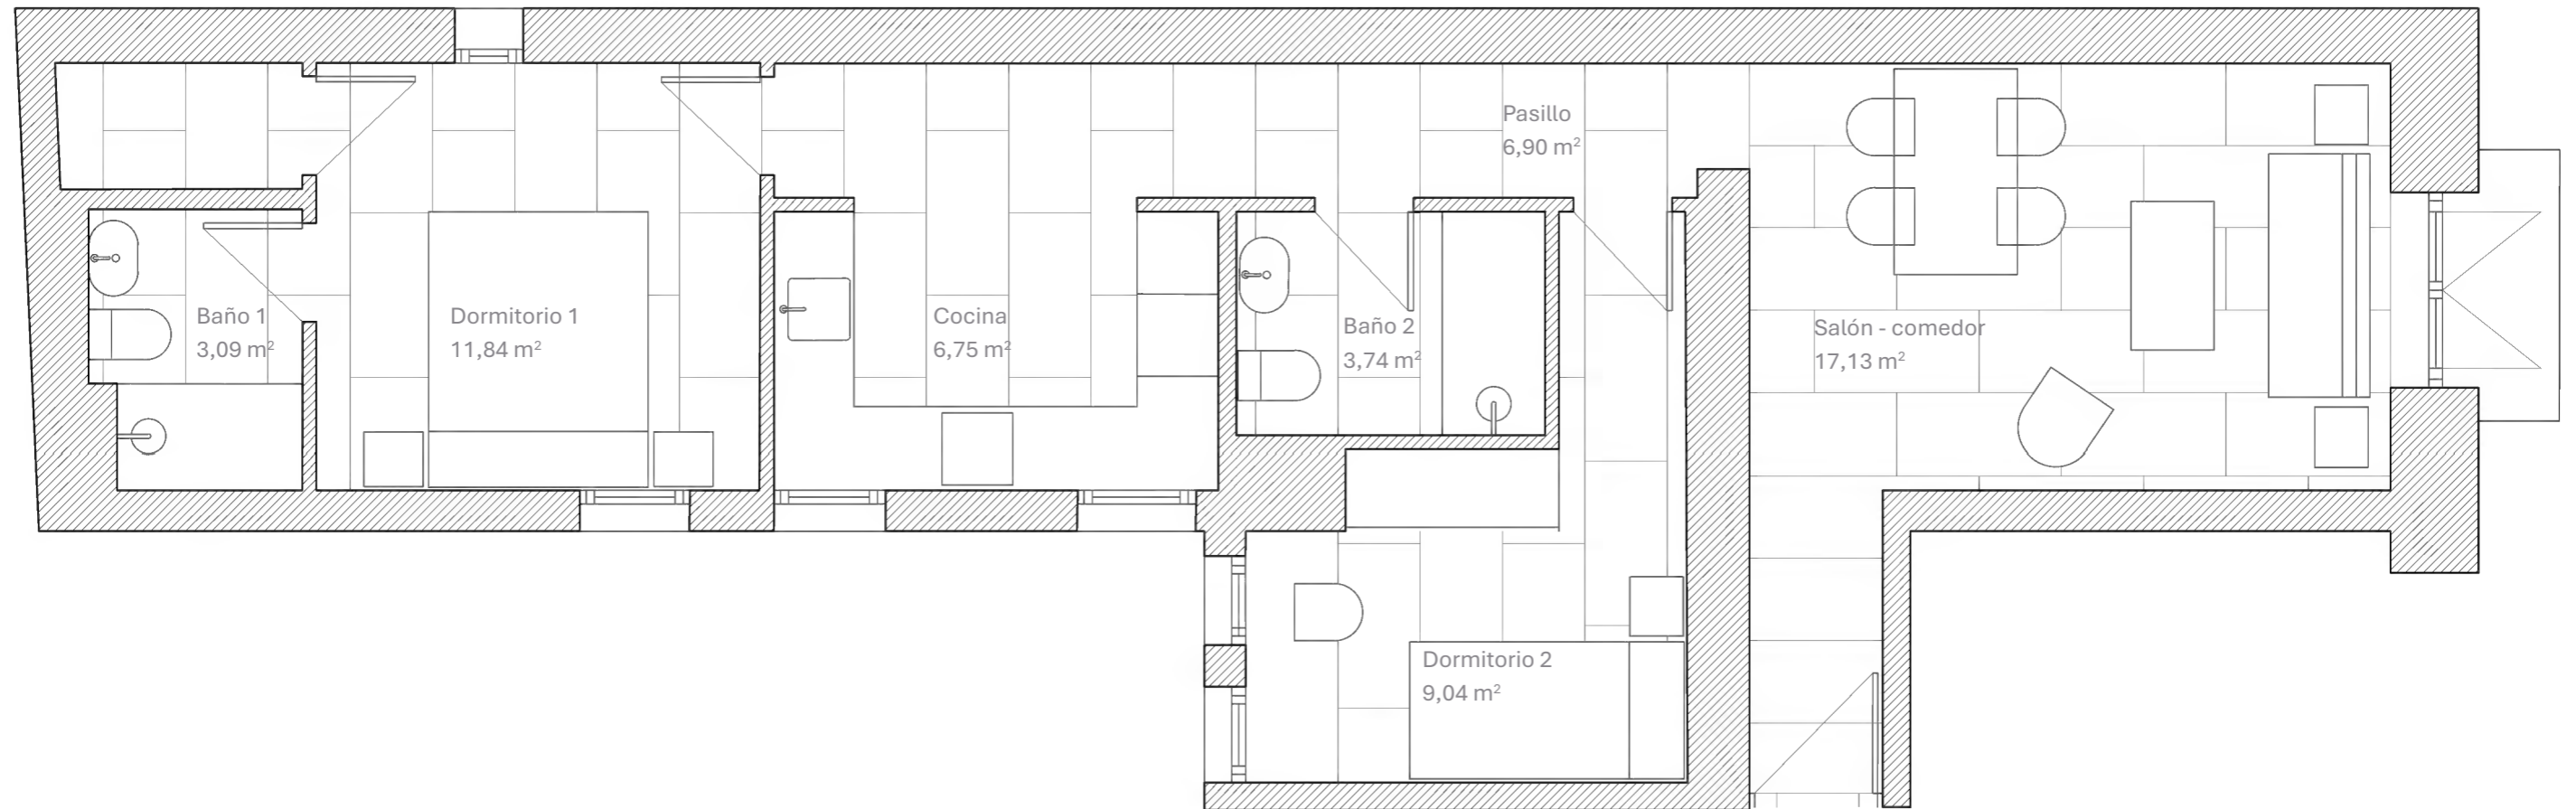 Pasillo
6,90 m²
Baño 1
3,09 m²
Dormitorio 1
11,84 m²
Cocina
6,75 m²
Baño 2
3,74 m²
Salón - comedor
17,13 m²
Dormitorio 2
9,04 m²